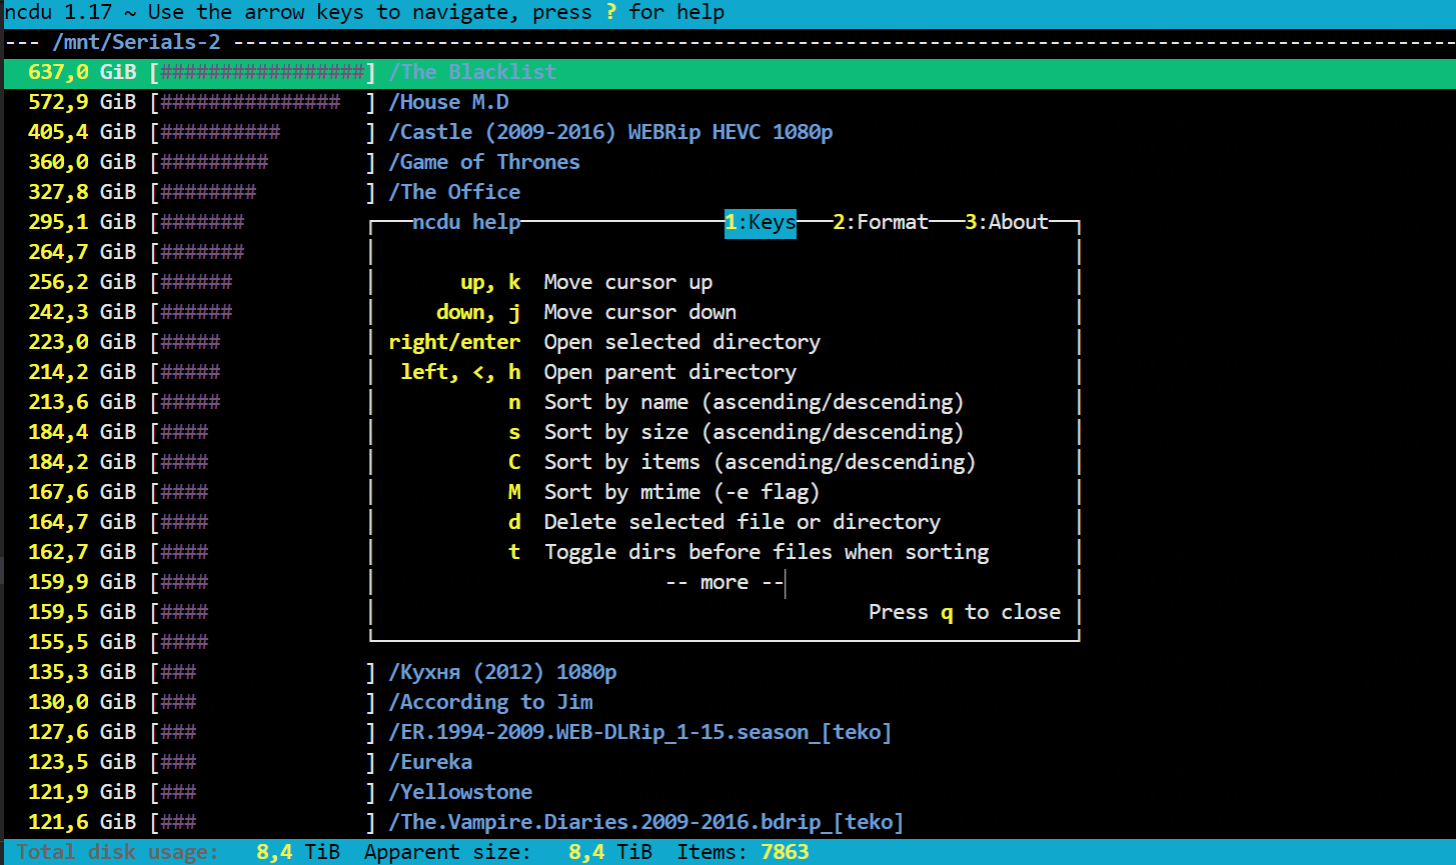 ncdu 1.17 ~ Use the arrow keys to navigate, press ? for help
--- /mnt/Serials-2 ------------------------------------------------------------------------------------------------------
637,0 GiB [#################] /The Blacklist
572,9 GiB [############### ] /House M.D
405,4 GiB [########## ] /Castle (2009-2016) WEBRip HEVC 1080p
360,0 GiB [######### ] /Game of Thrones
327,8 GiB [######## ] /The Office
295,1 GiB [####### ncdu help 1:Keys 2:Format 3:About
264,7 GiB [#######
256,2 GiB [###### up, k Move cursor up
242,3 GiB [###### down, j Move cursor down
223,0 GiB [##### right/enter Open selected directory
214,2 GiB [##### left, <, h Open parent directory
213,6 GiB [##### n Sort by name (ascending/descending)
184,4 GiB [#### s Sort by size (ascending/descending)
184,2 GiB [#### C Sort by items (ascending/descending)
167,6 GiB [#### M Sort by mtime (-e flag)
164,7 GiB [#### d Delete selected file or directory
162,7 GiB [#### t Toggle dirs before files when sorting
159,9 GiB [#### -- more --
159,5 GiB [#### Press q to close
155,5 GiB [####
135,3 GiB [### ] /Кухня (2012) 1080p
130,0 GiB [### ] /According to Jim
127,6 GiB [### ] /ER.1994-2009.WEB-DLRip_1-15.season_[teko]
123,5 GiB [### ] /Eureka
121,9 GiB [### ] /Yellowstone
121,6 GiB [### ] /The.Vampire.Diaries.2009-2016.bdrip_[teko]
Total disk usage: 8,4 TiB Apparent size: 8,4 TiB Items: 7863